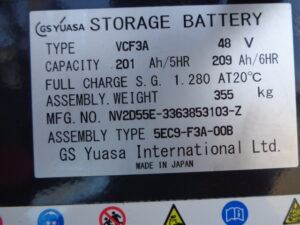 GS YUASA STORAGE BATTERY
TYPE VCF3A 48 V
CAPACITY 201 Ah/5HR 209 Ah/6HR
FULL CHARGE S.G. 1.280 AT20℃
ASSEMBLY.WEIGHT 355 kg
MFG. NO. NV2D55E-3363853103-Z
ASSEMBLY TYPE 5EC9-F3A-00B
GS Yuasa International Ltd.
MADE IN JAPAN